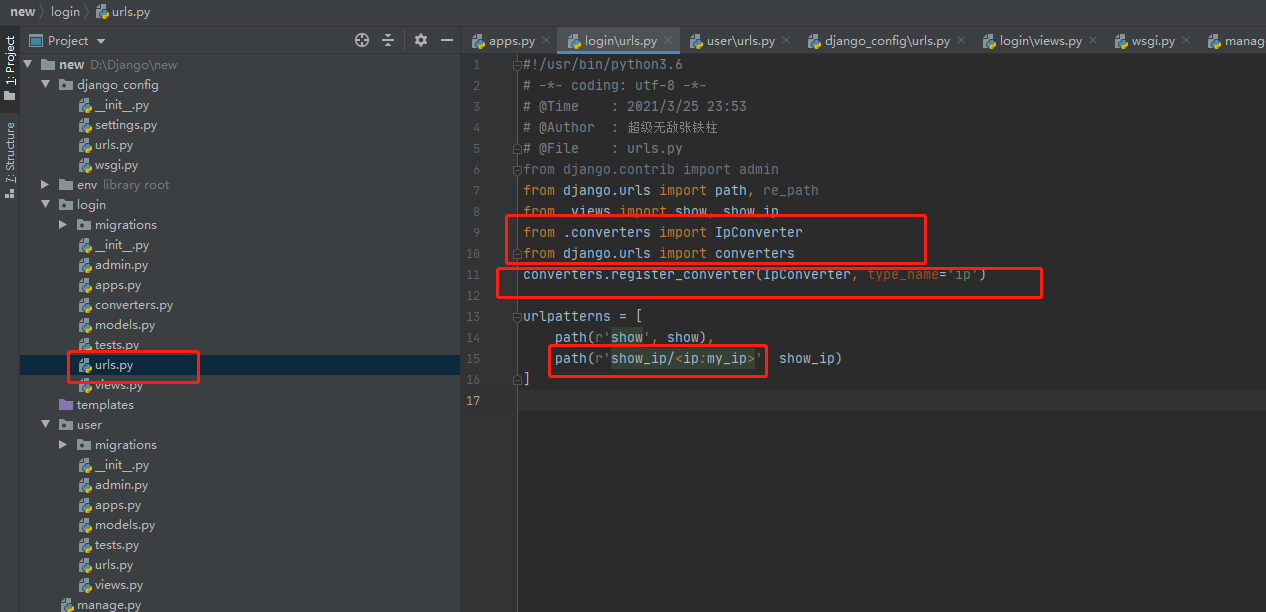 new login urls.py
1: Project
7: Structure
Project
new D:\Django\new
django_config
__init__.py
settings.py
urls.py
wsgi.py
env library root
login
migrations
__init__.py
admin.py
apps.py
converters.py
models.py
tests.py
urls.py
views.py
templates
user
migrations
__init__.py
admin.py
apps.py
models.py
tests.py
urls.py
views.py
manage.py
apps.py login\urls.py user\urls.py django_config\urls.py login\views.py wsgi.py manag
1 #!/usr/bin/python3.6
2 # -*- coding: utf-8 -*-
3 # @Time    : 2021/3/25 23:53
4 # @Author  : 超级无敌张铁柱
5 # @File    : urls.py
6 from django.contrib import admin
7 from django.urls import path, re_path
8 from .views import show, show_ip
9 from .converters import IpConverter
10 from django.urls import converters
11 converters.register_converter(IpConverter, type_name='ip')
12
13 urlpatterns = [
14     path(r'show', show),
15     path(r'show_ip/<ip:my_ip>' show_ip)
16 ]
17